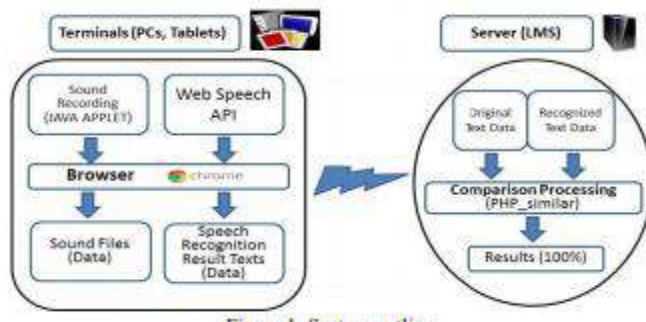 Terminals (PCs, Tablets)
Sound
Recording
(JAVA APPLET)
Web Speech
API
Browser
chrome
Sound Files
(Data)
Speech
Recognition
Result Texts
(Data)
Server (LMS)
Original
Text Data
Recognized
Text Data
Comparison Processing
(PHP_similar)
Results (100%)